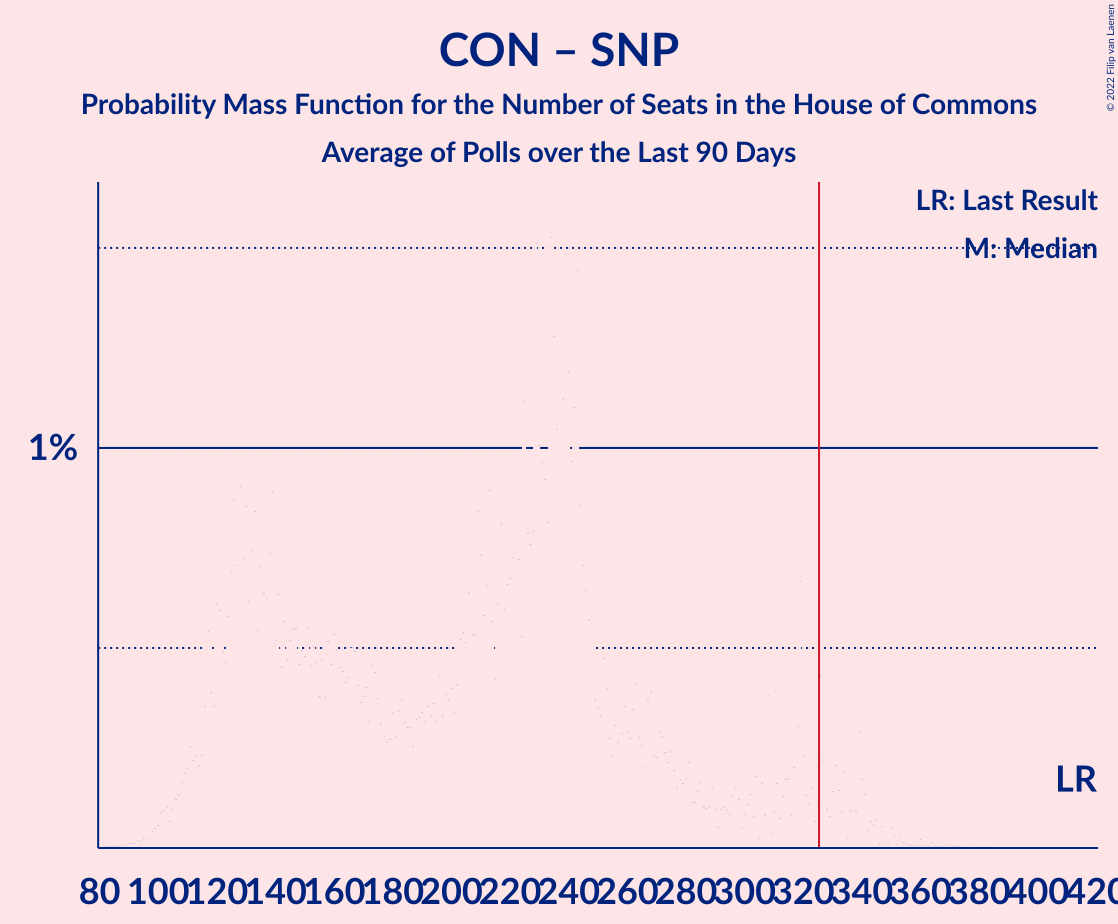 CON – SNP
Probability Mass Function for the Number of Seats in the House of Commons
Average of Polls over the Last 90 Days
© 2022 Filip van Laenen
LR: Last Result
M: Median
1%
LR
80 100 120 140 160 180 200 220 240 260 280 300 320 340 360 380 400 420